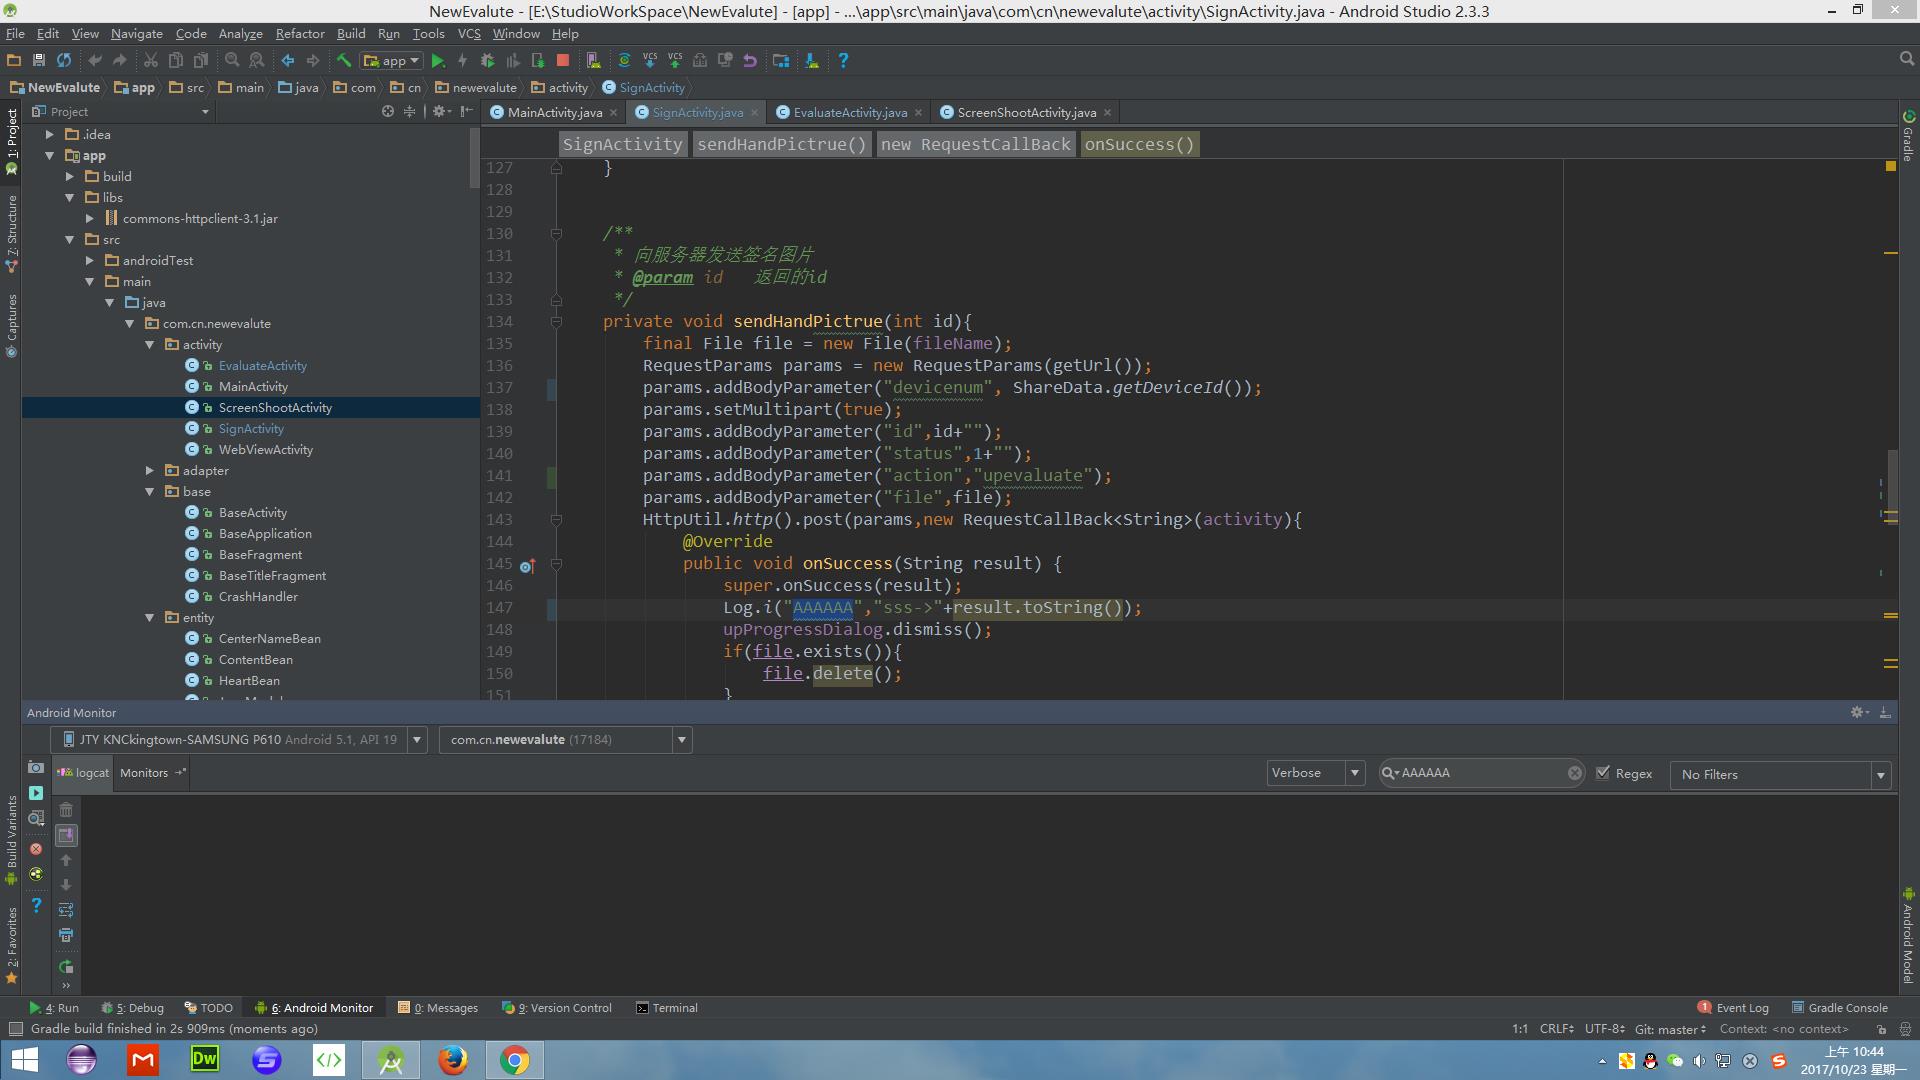 NewEvalute - [E:\StudioWorkSpace\NewEvalute] - [app] - ...\app\src\main\java\com\cn\newevalute\activity\SignActivity.java - Android Studio 2.3.3
File Edit View Navigate Code Analyze Refactor Build Run Tools VCS Window Help
app
NewEvalute app src main java com cn newevalute activity SignActivity
Project
MainActivity.java SignActivity.java EvaluateActivity.java ScreenShootActivity.java
SignActivity sendHandPictrue() new RequestCallBack onSuccess()
.idea
app
build
libs
commons-httpclient-3.1.jar
src
androidTest
main
java
com.cn.newevalute
activity
EvaluateActivity
MainActivity
ScreenShootActivity
SignActivity
WebViewActivity
adapter
base
BaseActivity
BaseApplication
BaseFragment
BaseTitleFragment
CrashHandler
entity
CenterNameBean
ContentBean
HeartBean
127 }
128
129
130 /**
131 * 向服务器发送签名图片
132 * @param id 返回的id
133 */
134 private void sendHandPictrue(int id){
135 final File file = new File(fileName);
136 RequestParams params = new RequestParams(getUrl());
137 params.addBodyParameter("devicenum", ShareData.getDeviceId());
138 params.setMultipart(true);
139 params.addBodyParameter("id",id+"");
140 params.addBodyParameter("status",1+"");
141 params.addBodyParameter("action","upevaluate");
142 params.addBodyParameter("file",file);
143 HttpUtil.http().post(params,new RequestCallBack<String>(activity){
144 @Override
145 public void onSuccess(String result) {
146 super.onSuccess(result);
147 Log.i("AAAAAA","sss->"+result.toString());
148 upProgressDialog.dismiss();
149 if(file.exists()){
150 file.delete();
151 }
1: Project
7: Structure
Captures
Build Variants
2: Favorites
Gradle
Android Model
Android Monitor
JTY KNCkingtown-SAMSUNG P610 Android 5.1, API 19
com.cn.newevalute (17184)
logcat Monitors Verbose AAAAAA Regex No Filters
4: Run 5: Debug TODO 6: Android Monitor 0: Messages 9: Version Control Terminal 1 Event Log Gradle Console
Gradle build finished in 2s 909ms (moments ago) 1:1 CRLF UTF-8 Git: master Context: <no context>
Dw
上午 10:44
2017/10/23 星期一